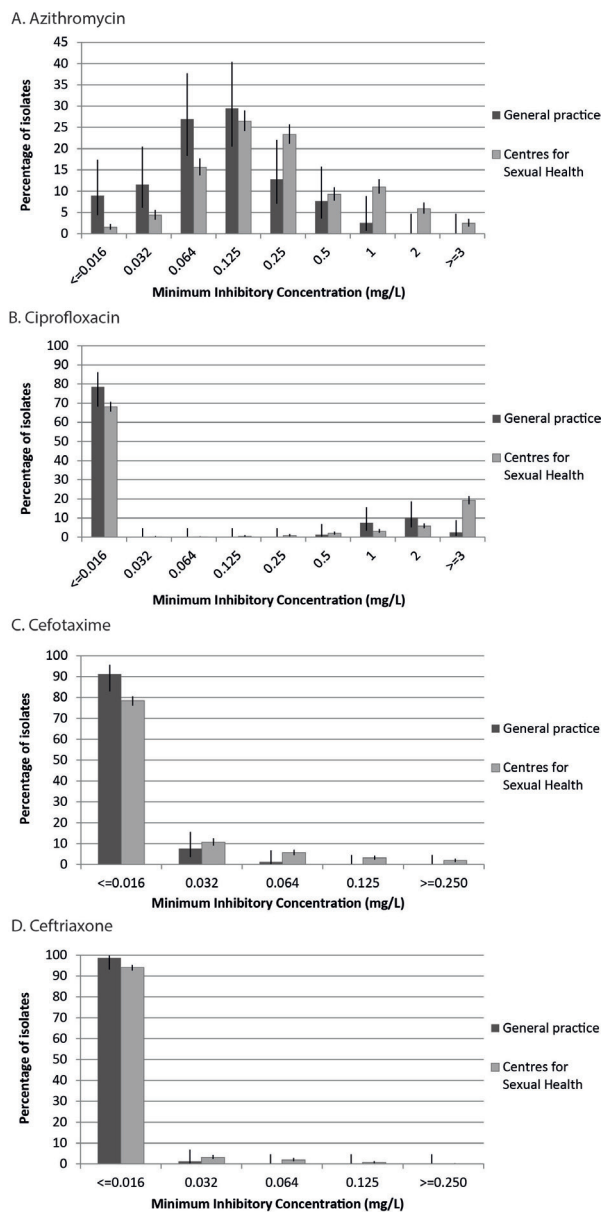 A. Azithromycin
45
40
35
30
25
20
15
10
5
0
Percentage of isolates
<=0.016
0.032
0.064
0.125
0.25
0.5
1
2
>=3
Minimum Inhibitory Concentration (mg/L)
General practice
Centres for
Sexual Health
B. Ciprofloxacin
100
90
80
70
60
50
40
30
20
10
0
Percentage of isolates
<=0.016
0.032
0.064
0.125
0.25
0.5
1
2
>=3
Minimum Inhibitory Concentration (mg/L)
General practice
Centres for
Sexual Health
C. Cefotaxime
100
90
80
70
60
50
40
30
20
10
0
Percentage of isolates
<=0.016
0.032
0.064
0.125
>=0.250
Minimum Inhibitory Concentration (mg/L)
General practice
Centres for
Sexual Health
D. Ceftriaxone
100
90
80
70
60
50
40
30
20
10
0
Percentage of isolates
<=0.016
0.032
0.064
0.125
>=0.250
Minimum Inhibitory Concentration (mg/L)
General practice
Centres for
Sexual Health